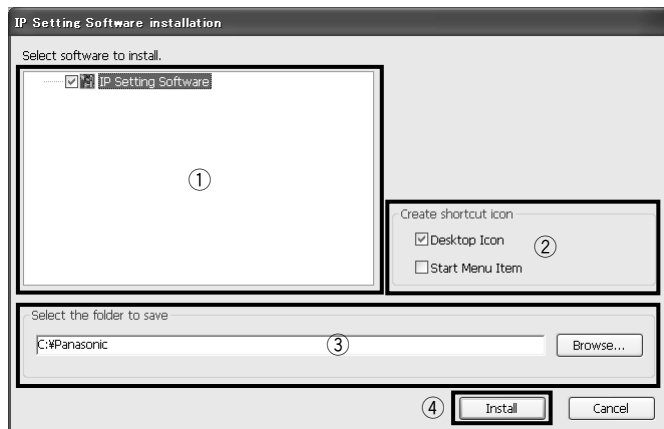 IP Setting Software installation
Select software to install.
IP Setting Software
①
Create shortcut icon
Desktop Icon
②
Start Menu Item
Select the folder to save
C:¥Panasonic
③
Browse...
④
Install
Cancel